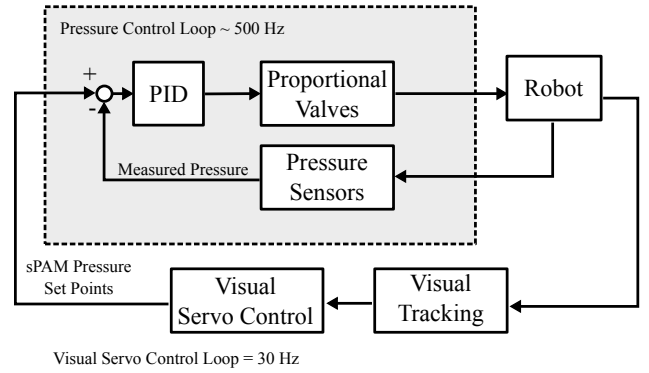 Pressure Control Loop ~ 500 Hz
+
-
PID
Proportional
Valves
Robot
Measured Pressure
Pressure
Sensors
sPAM Pressure
Set Points
Visual
Servo Control
Visual
Tracking
Visual Servo Control Loop = 30 Hz